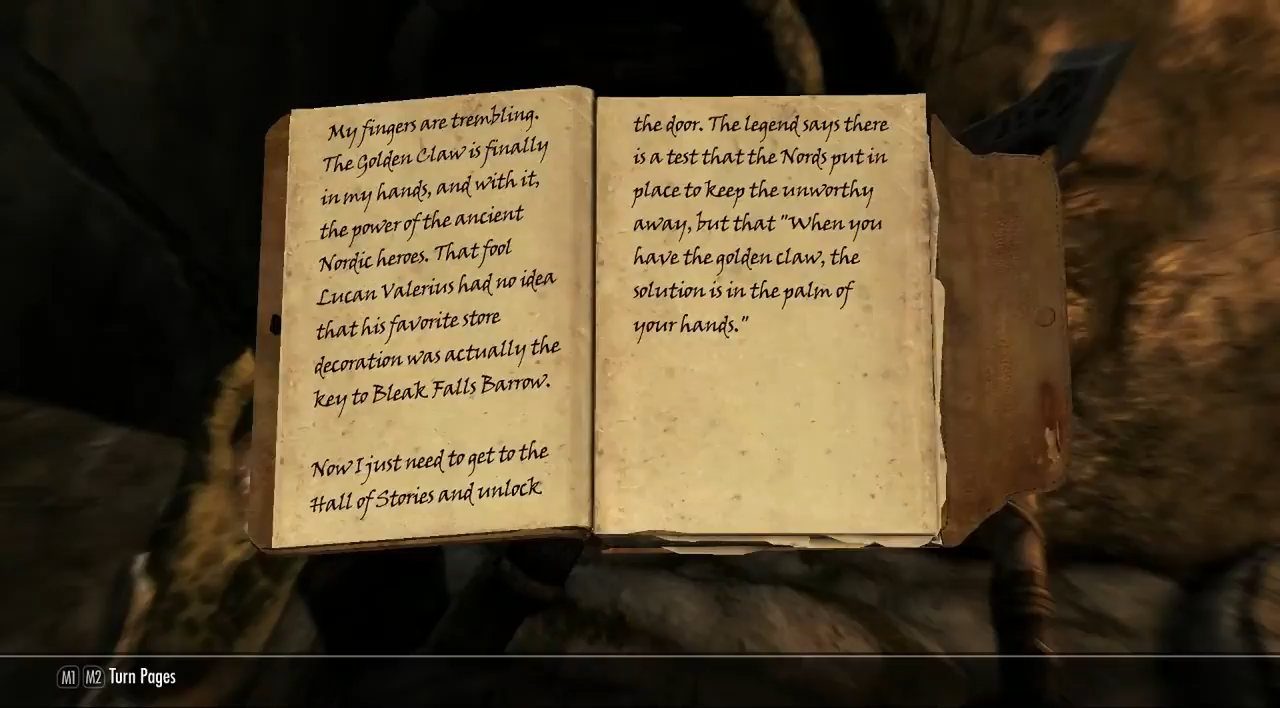 My fingers are trembling.
The Golden Claw is finally
in my hands, and with it,
the power of the ancient
Nordic heroes. That fool
Lucan Valerius had no idea
that his favorite store
decoration was actually the
key to Bleak Falls Barrow.
Now I just need to get to the
Hall of Stories and unlock
the door. The legend says there
is a test that the Nords put in
place to keep the unworthy
away, but that "When you
have the golden claw, the
solution is in the palm of
your hands."
M1 M2 Turn Pages